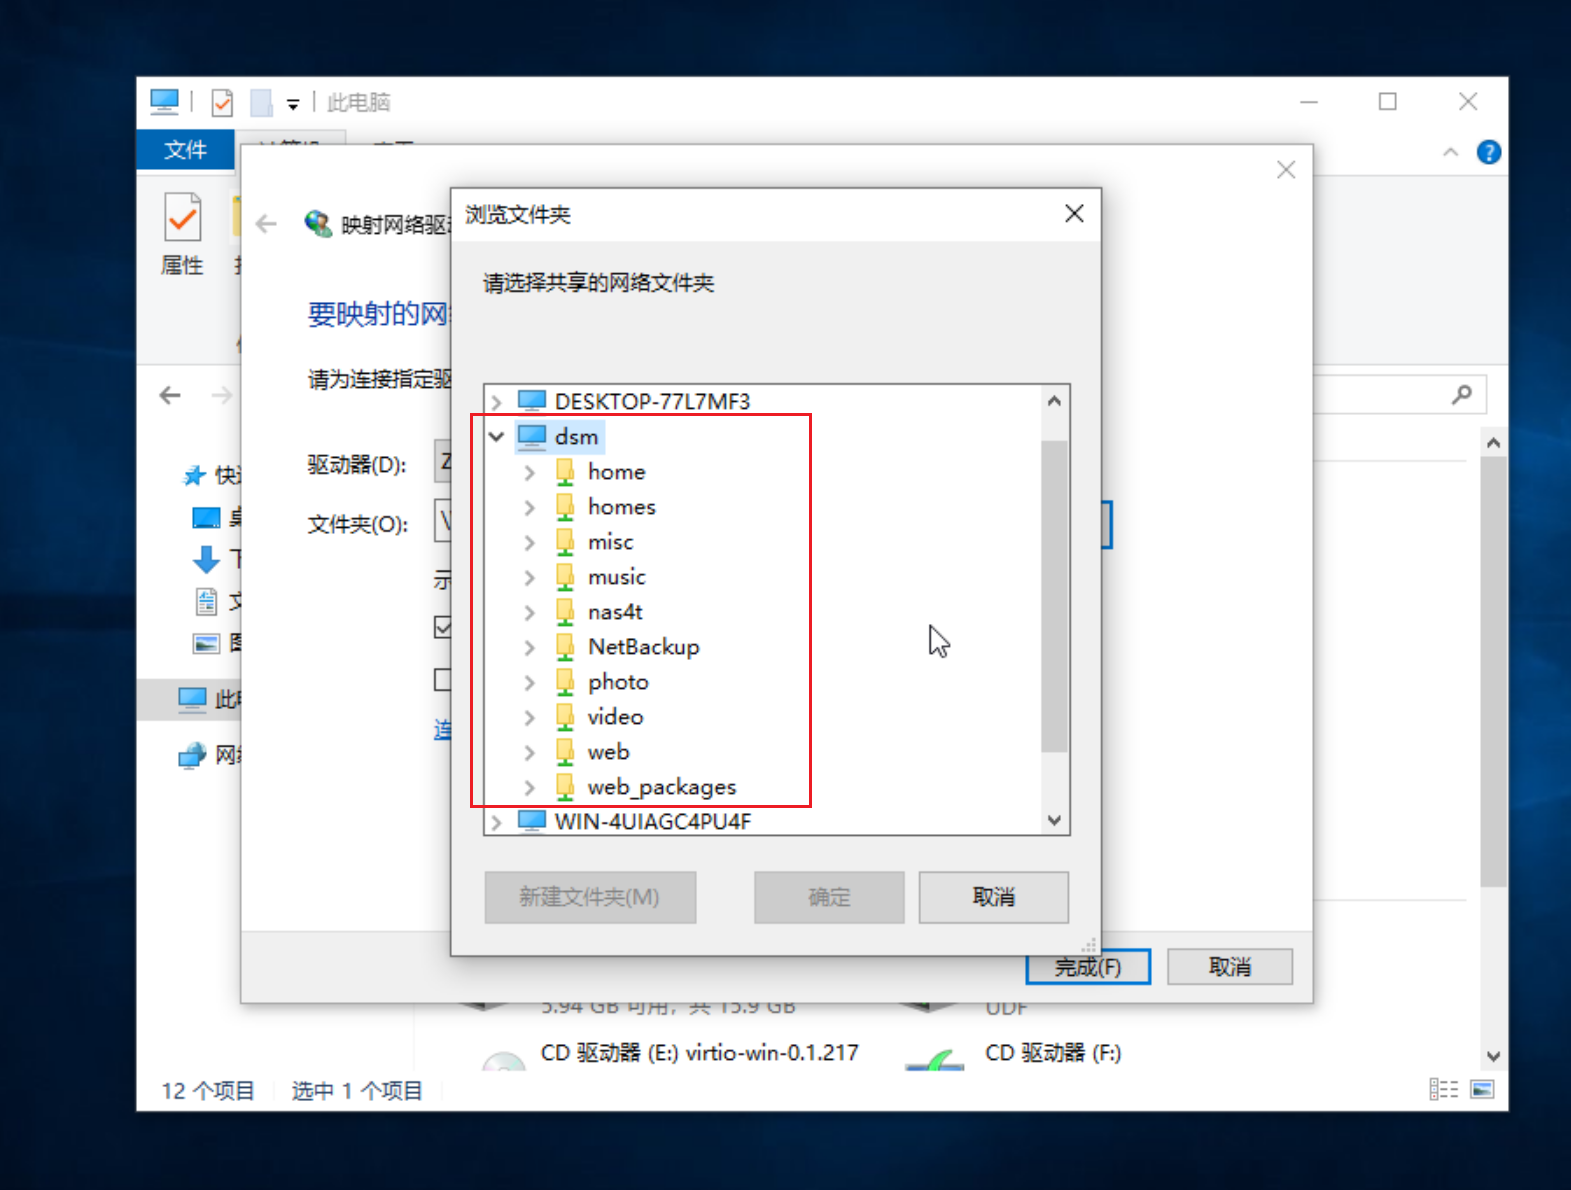 此电脑
文件
属性
映射网络驱
浏览文件夹
请选择共享的网络文件夹
要映射的网
请为连接指定驱
驱动器(D):
Z
文件夹(O):
DESKTOP-77L7MF3
dsm
home
homes
misc
music
nas4t
NetBackup
photo
video
web
web_packages
WIN-4UIAGC4PU4F
新建文件夹(M)
确定
取消
完成(F)
取消
5.94 GB 可用, 共 15.9 GB
UDF
CD 驱动器 (E:) virtio-win-0.1.217
CD 驱动器 (F:)
12 个项目
选中 1 个项目